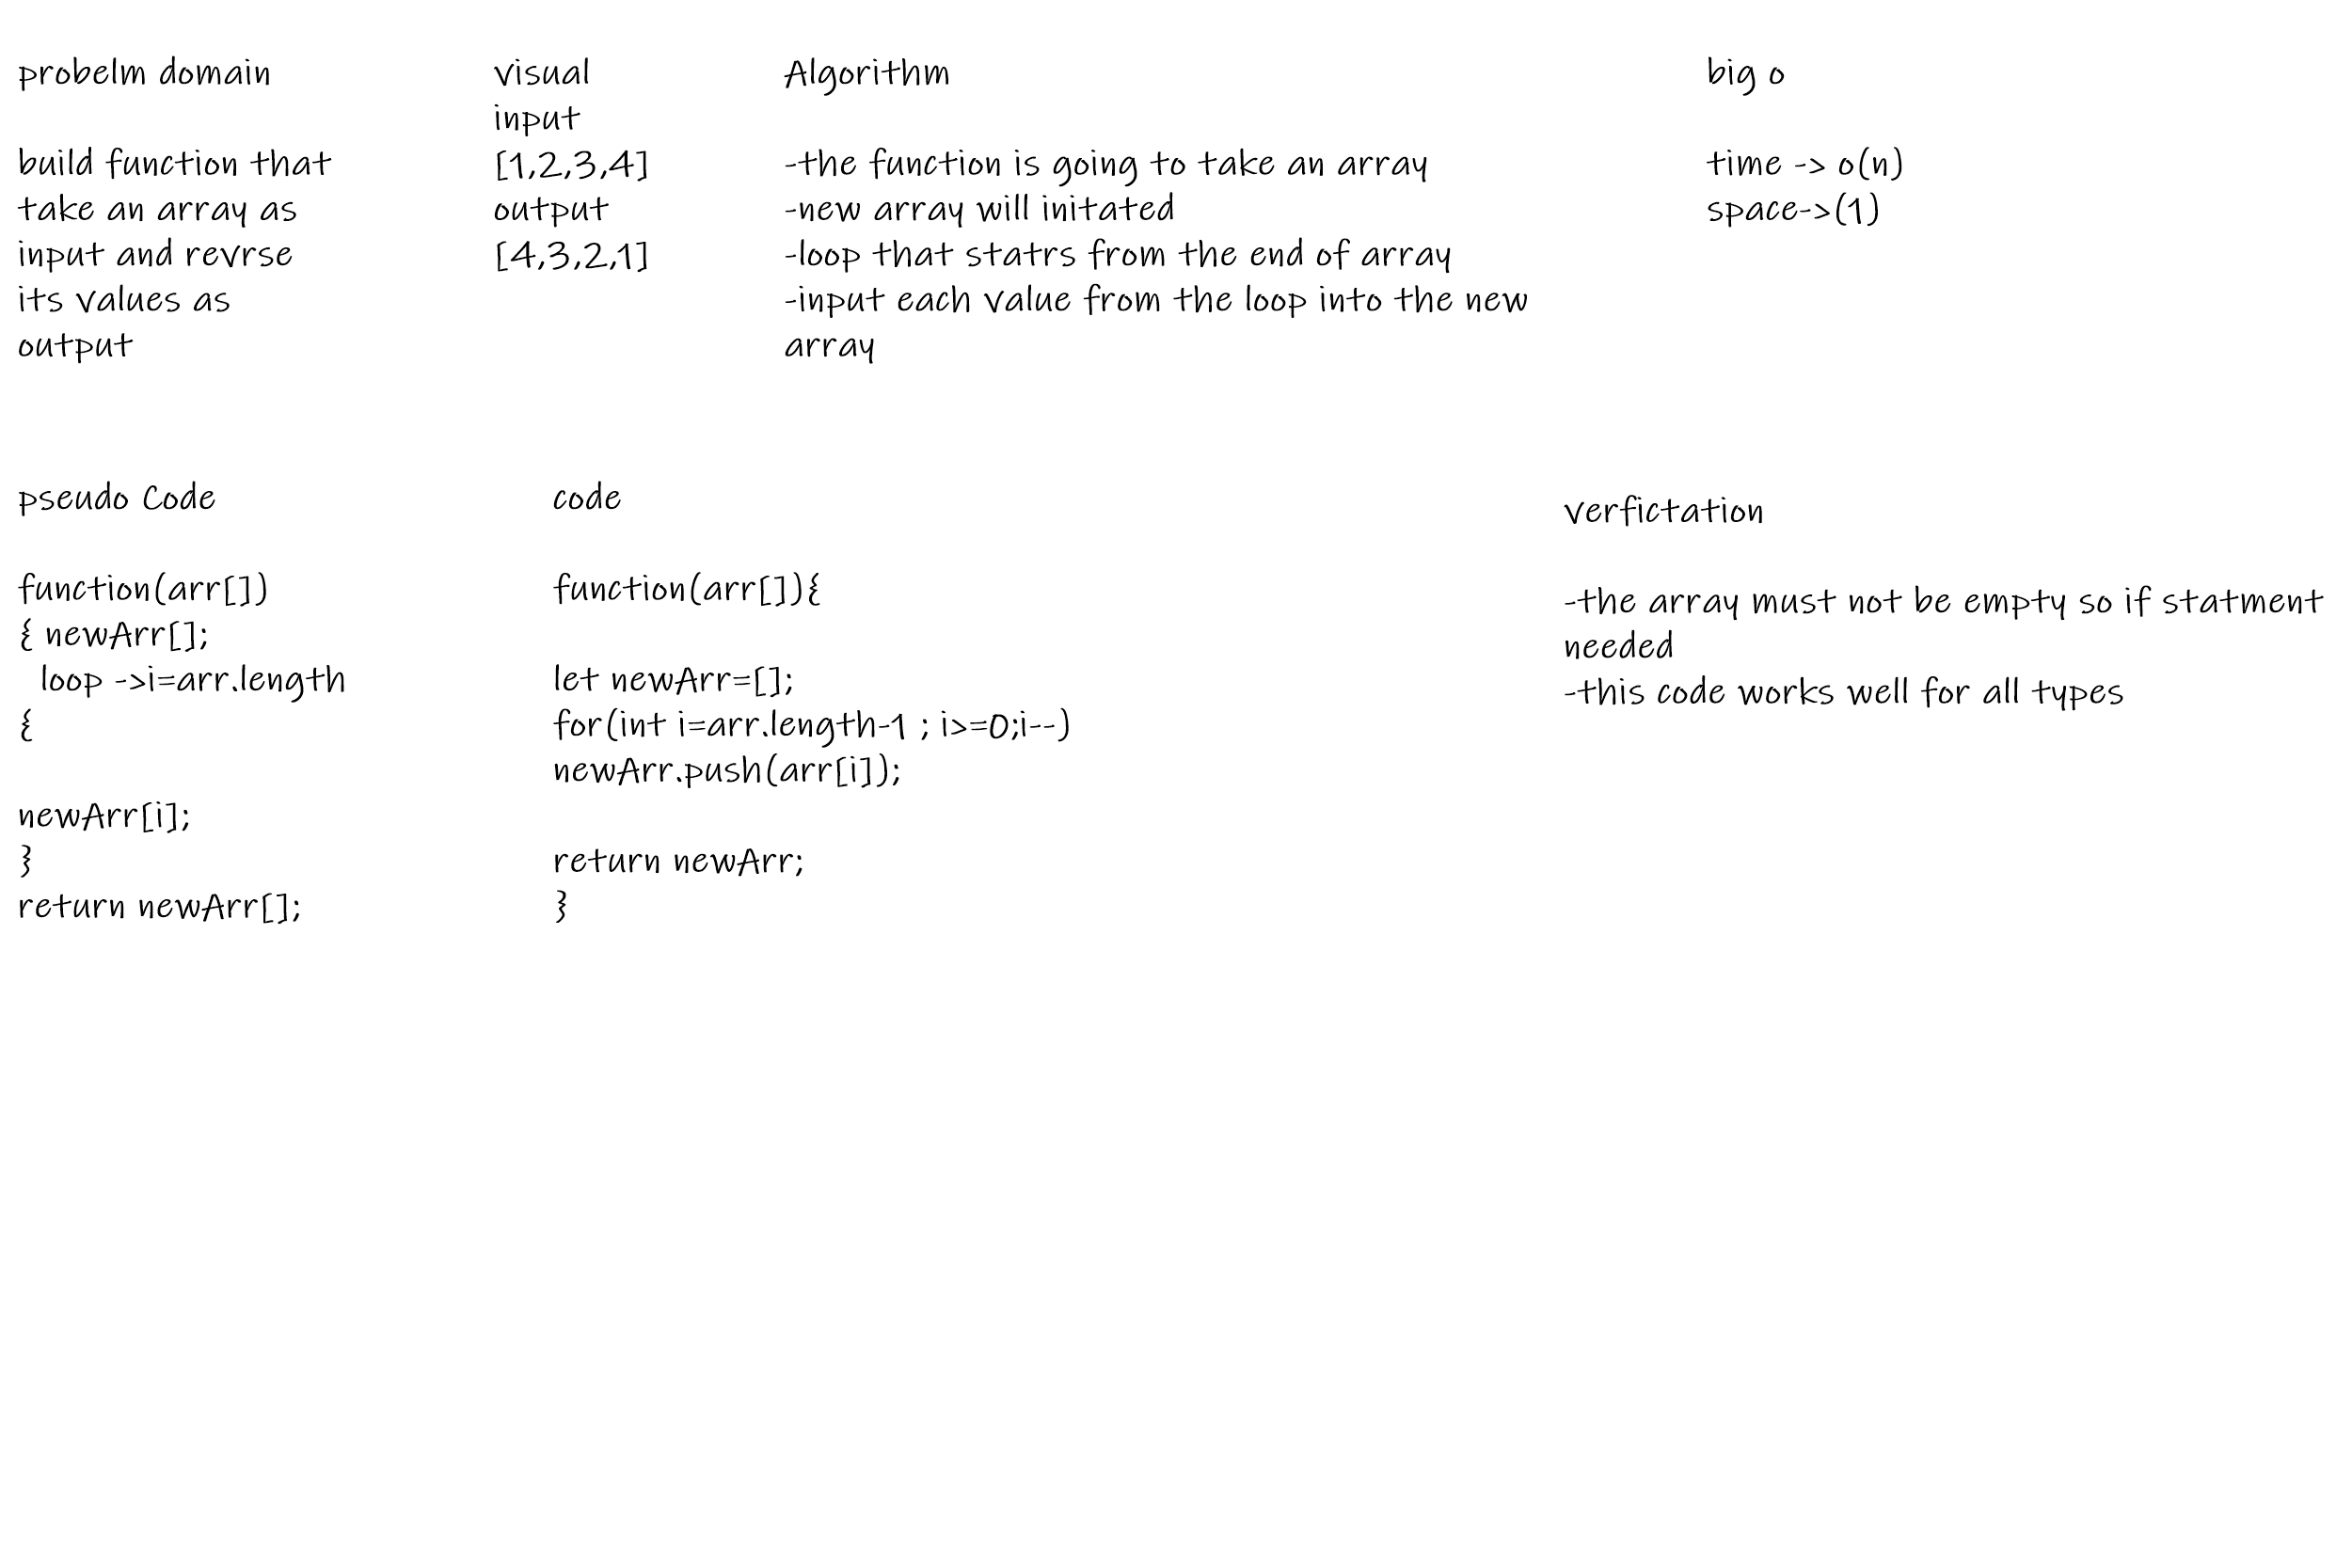 probelm domain
build function that
take an array as
input and revrse
its values as
output
visual
input
[1,2,3,4]
output
[4,3,2,1]
Algorithm
-the function is going to take an array
-new array will initated
-loop that statrs from the end of array
-input each value from the loop into the new
array
big o
time -> o(n)
space->(1)
pseudo Code
function(arr[])
{ newArr[];
loop ->i=arr.length
{
newArr[i];
}
return newArr[];
code
function(arr[]){
let newArr=[];
for(int i=arr.length-1 ; i>=0;i--)
newArr.push(arr[i]);
return newArr;
}
verfictation
-the array must not be empty so if statment
needed
-this code works well for all types